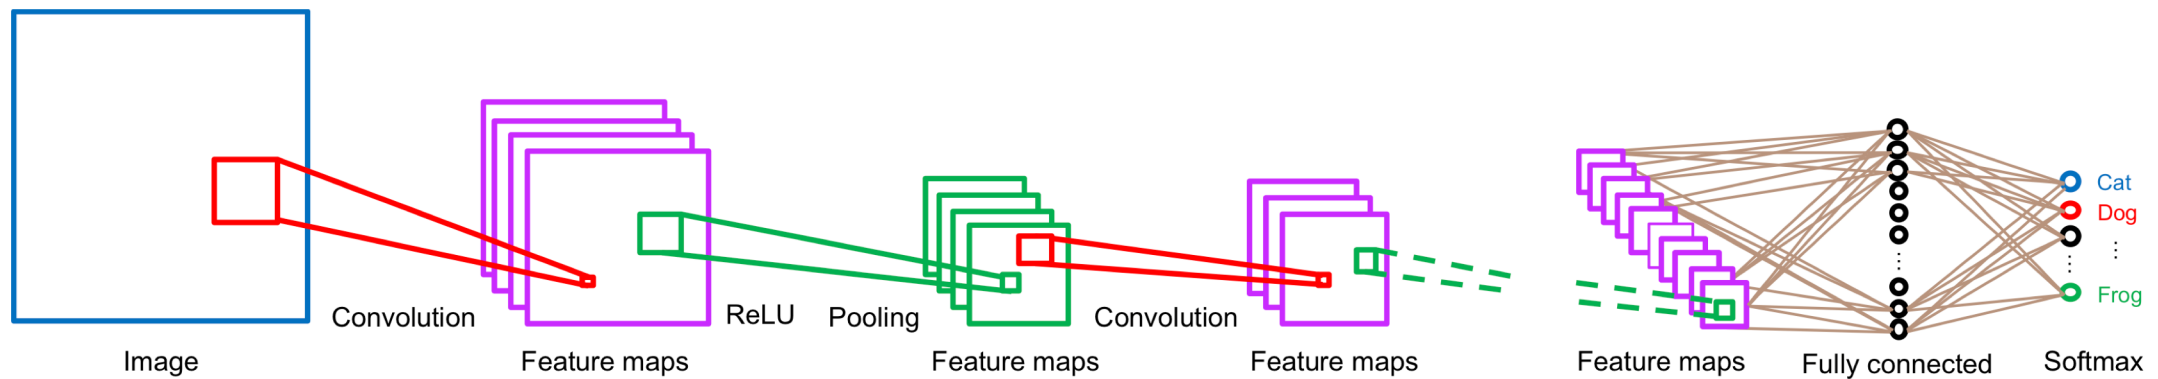 Image
Convolution
Feature maps
ReLU
Pooling
Feature maps
Convolution
Feature maps
Feature maps
Fully connected
Softmax
Cat
Dog
Frog